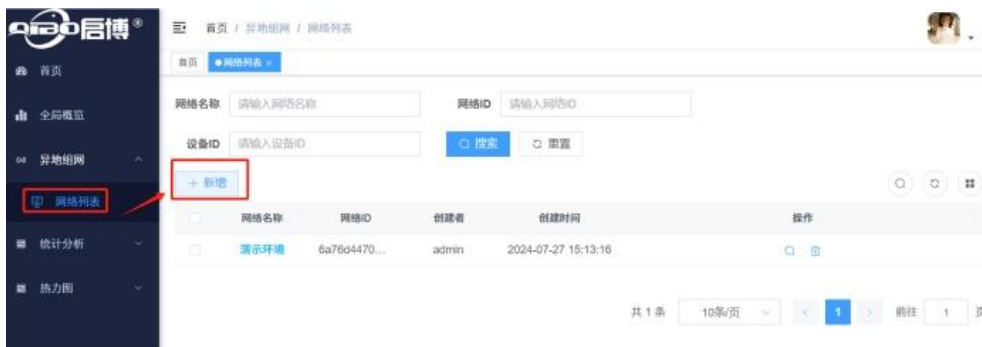 QiBO启博®
首页 / 异地组网 / 网络列表
首页 网络列表 ×
首页
全局概览
异地组网
网络列表
统计分析
热力图
网络名称 请输入网络名称 网络ID 请输入网络ID
设备ID 请输入设备ID 搜索 重置
+ 新增
网络名称 网络ID 创建者 创建时间 操作
演示环境 6a76d4470... admin 2024-07-27 15:13:16
共 1 条 10条/页 < 1 > 前往 1 页